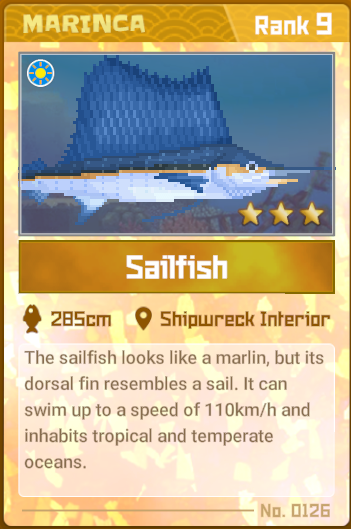 MARINCA
Rank 9
Sailfish
285cm
Shipwreck Interior
The sailfish looks like a marlin, but its
dorsal fin resembles a sail. It can
swim up to a speed of 110km/h and
inhabits tropical and temperate
oceans.
No. 0126